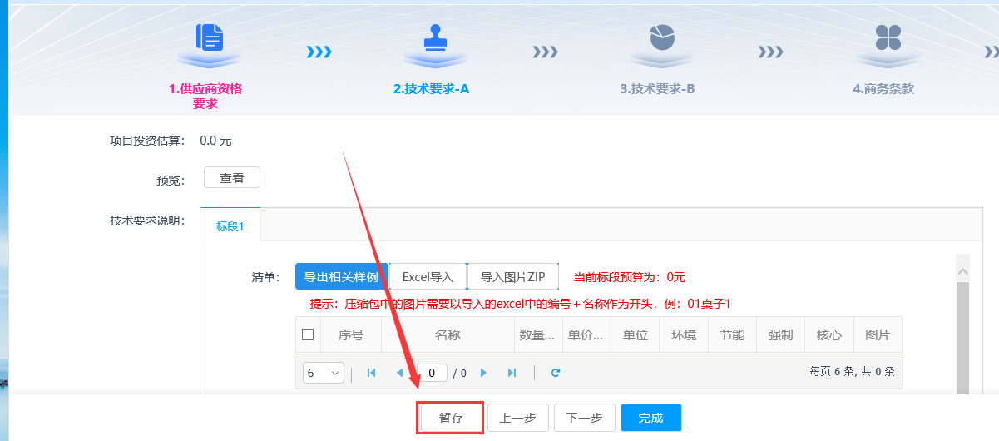 1.供应商资格
要求
2.技术要求-A
3.技术要求-B
4.商务条款
项目投资估算： 0.0 元
预览： 查看
技术要求说明： 标段1
清单： 导出相关样例 Excel导入 导入图片ZIP 当前标段预算为：0元
提示：压缩包中的图片需要以导入的excel中的编号＋名称作为开头，例：01桌子1
序号 名称 数量... 单价... 单位 环境 节能 强制 核心 图片
6 0 / 0 每页 6 条, 共 0 条
暂存 上一步 下一步 完成